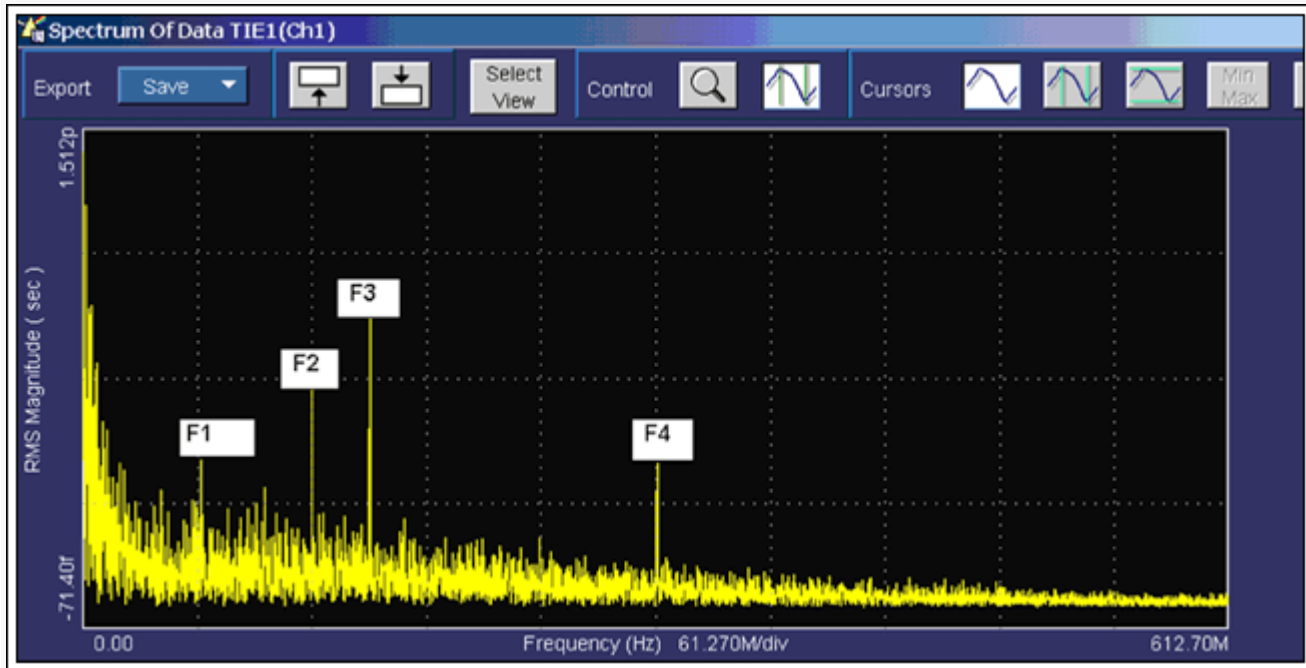 Spectrum Of Data TIE1(Ch1)
Export
Save
Select
View
Control
Cursors
Min
Max
1.512p
RMS Magnitude ( sec )
-71.40f
F1
F2
F3
F4
0.00
Frequency (Hz) 61.270M/div
612.70M